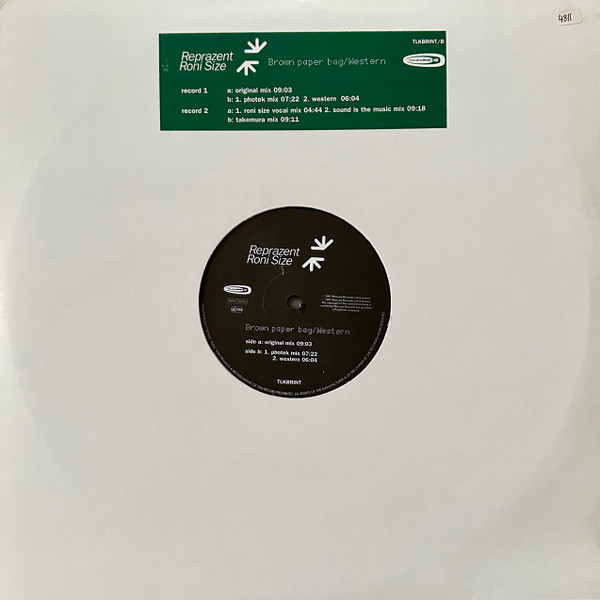 4811
Reprazent
Roni Size
Brown paper bag/Western
TLKBRINT/B
record 1 a: original mix 09:03
b: 1. photek mix 07:22 2. western 06:04
record 2 a: 1. roni size vocal mix 04:44 2. sound is the music mix 09:18
b: takemura mix 09:11
Reprazent
Roni Size
Brown paper bag/Western
side a: original mix 09:03
side b: 1. photek mix 07:22
2. western 06:04
TLKBRINT